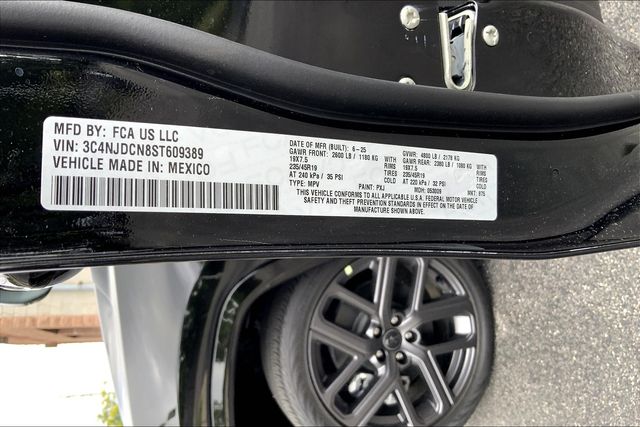 MFD BY: FCA US LLC
VIN: 3C4NJDCN8ST609389
VEHICLE MADE IN: MEXICO
DATE OF MFR (BUILT): 6-25 GVWR: 4800 LB / 2178 KG
GAWR FRONT: 2600 LB / 1180 KG WITH GAWR REAR: 2380 LB / 1080 KG WITH
19X7.5 RIMS 19X7.5 RIMS
235/45R19 TIRES 235/45R19 TIRES
AT 240 kPa / 35 PSI COLD AT 220 kPa / 32 PSI COLD
TYPE: MPV PAINT: PXJ MDH: 053009 MKT: 875
THIS VEHICLE CONFORMS TO ALL APPLICABLE U.S.A. FEDERAL MOTOR VEHICLE
SAFETY AND THEFT PREVENTION STANDARDS IN EFFECT ON THE DATE OF
MANUFACTURE SHOWN ABOVE.